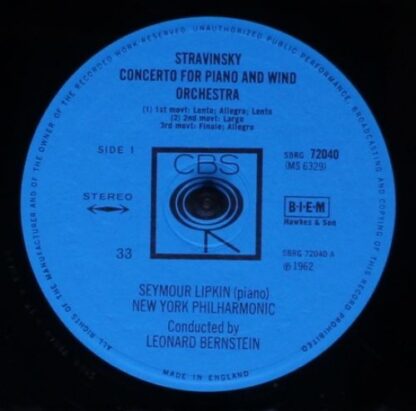 ALL RIGHTS OF THE MANUFACTURER AND OF THE OWNER OF THE RECORDED WORK RESERVED. UNAUTHORIZED PUBLIC PERFORMANCE, BROADCASTING AND COPYING OF THIS RECORD PROHIBITED
STRAVINSKY
CONCERTO FOR PIANO AND WIND
ORCHESTRA
(1) 1st movt: Lento; Allegro; Lento
(2) 2nd movt: Largo
3rd movt: Finale; Allegro
SIDE 1
CBS
SBRG 72040
(MS 6329)
STEREO
B·I·E·M
Hawkes & Son
33
SBRG 72040 A
℗ 1962
SEYMOUR LIPKIN (piano)
NEW YORK PHILHARMONIC
Conducted by
LEONARD BERNSTEIN
MADE IN ENGLAND